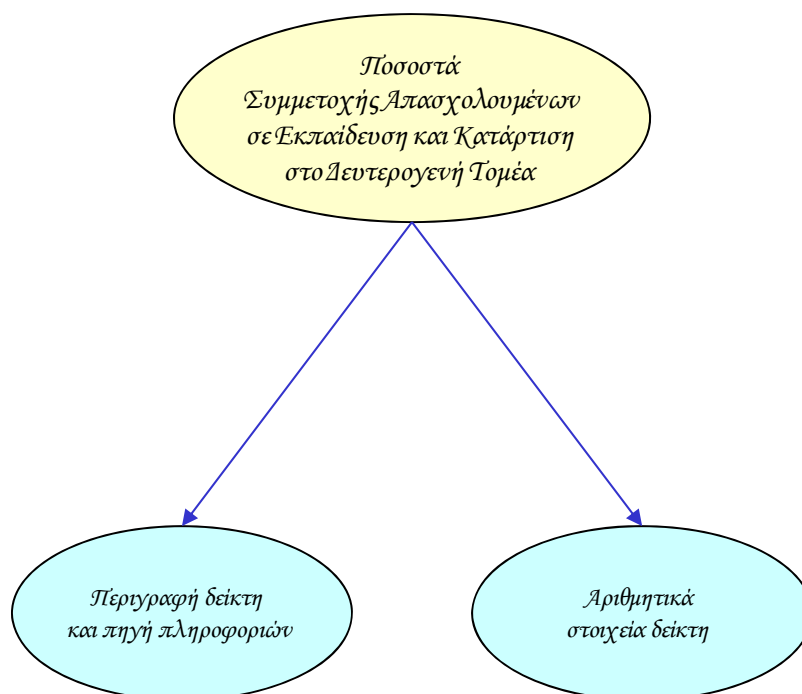 Ποσοστά
Συμμετοχής Απασχολουμένων
σε Εκπαίδευση και Κατάρτιση
στο Δευτερογενή Τομέα
Περιγραφή δείκτη
και πηγή πληροφοριών
Αριθμητικά
στοιχεία δείκτη